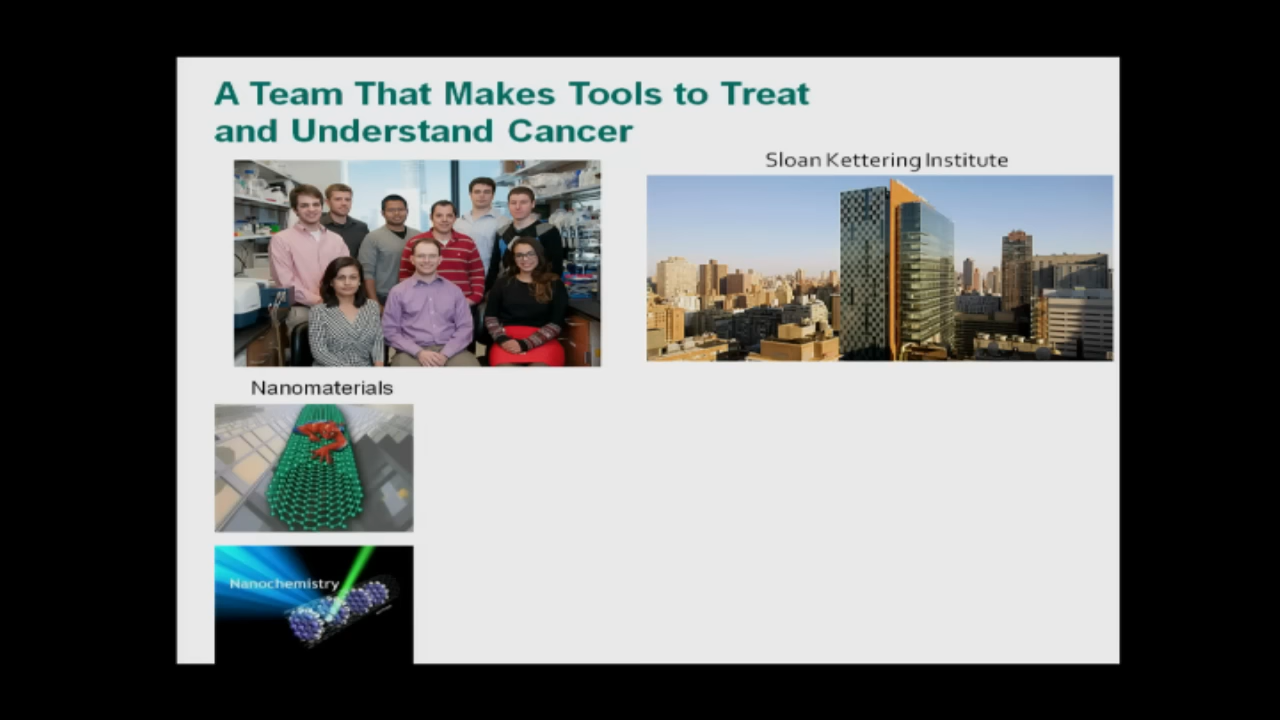 A Team That Makes Tools to Treat
and Understand Cancer
Sloan Kettering Institute
Nanomaterials
Nanochemistry